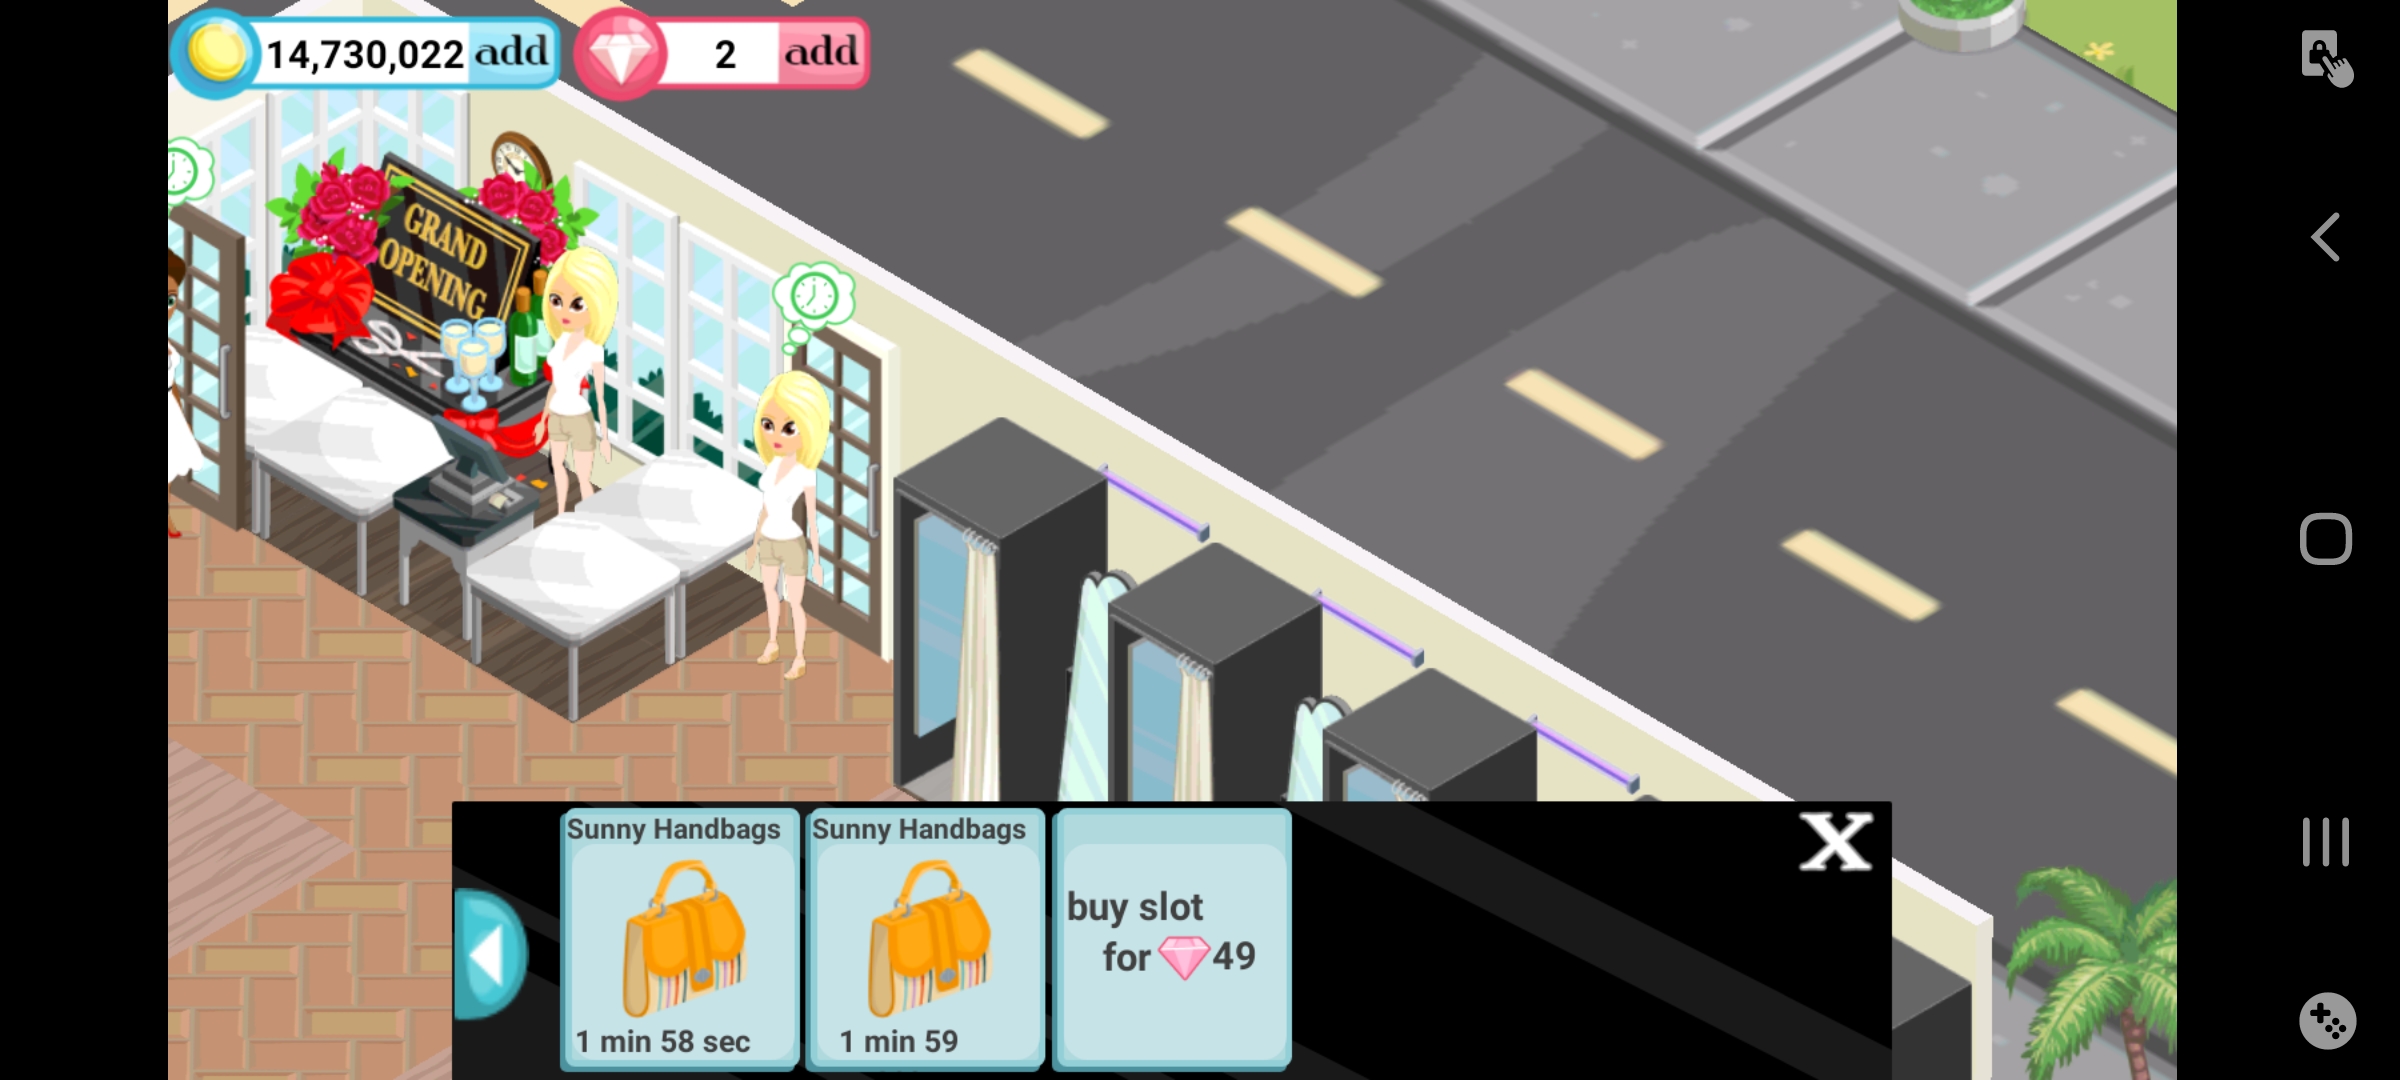 14,730,022 add
2 add
GRAND
OPENING
Sunny Handbags
1 min 58 sec
Sunny Handbags
1 min 59
buy slot
for 49
X